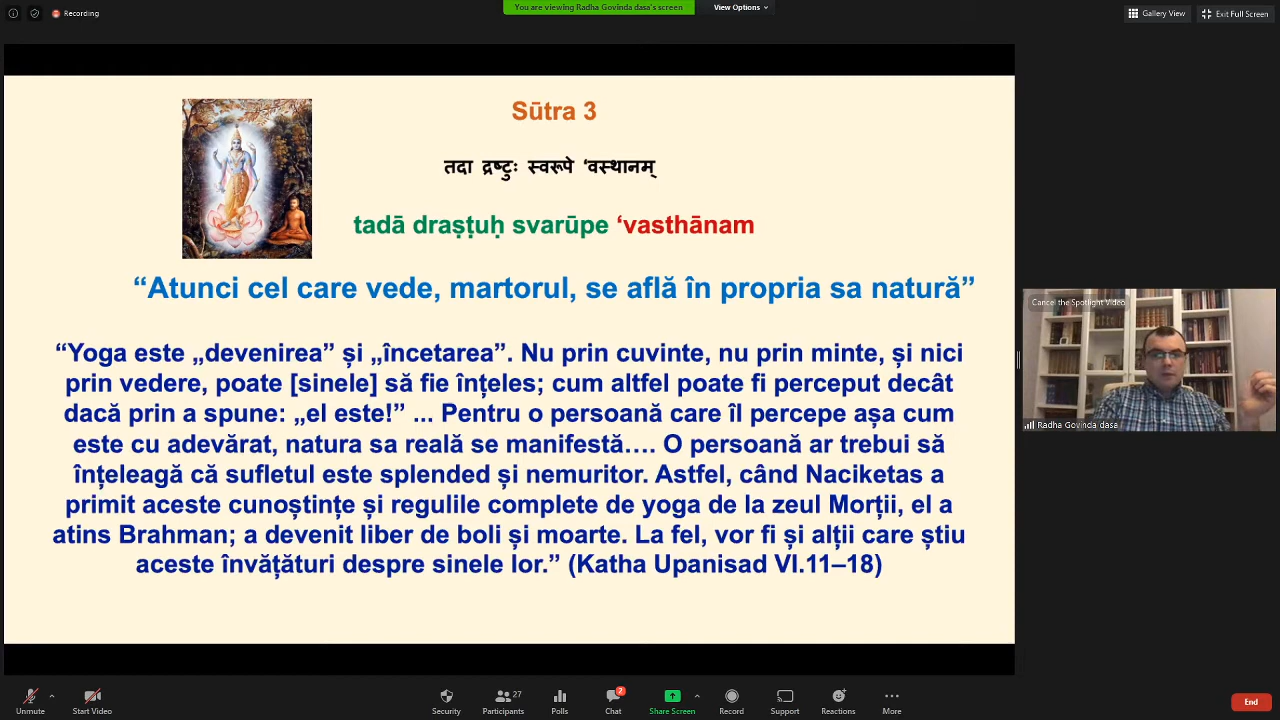 Recording
You are viewing Radha Govinda dasa's screen
View Options
Gallery View
Exit Full Screen
Sūtra 3
तदा द्रष्टुः स्वरूपे ‘वस्थानम्
tadā draṣṭuḥ svarūpe ‘vasthānam
“Atunci cel care vede, martorul, se află în propria sa natură”
“Yoga este „devenirea” și „încetarea”. Nu prin cuvinte, nu prin minte, și nici
prin vedere, poate [sinele] să fie înțeles; cum altfel poate fi perceput decât
dacă prin a spune: „el este!” ... Pentru o persoană care îl percepe așa cum
este cu adevărat, natura sa reală se manifestă…. O persoană ar trebui să
înțeleagă că sufletul este splended și nemuritor. Astfel, când Naciketas a
primit aceste cunoștințe și regulile complete de yoga de la zeul Morții, el a
atins Brahman; a devenit liber de boli și moarte. La fel, vor fi și alții care știu
aceste învățături despre sinele lor.” (Katha Upanisad VI.11–18)
Cancel the Spotlight Video
Radha Govinda dasa
Unmute
Start Video
Security
Participants
27
Polls
Chat
2
Share Screen
Record
Support
Reactions
More
End